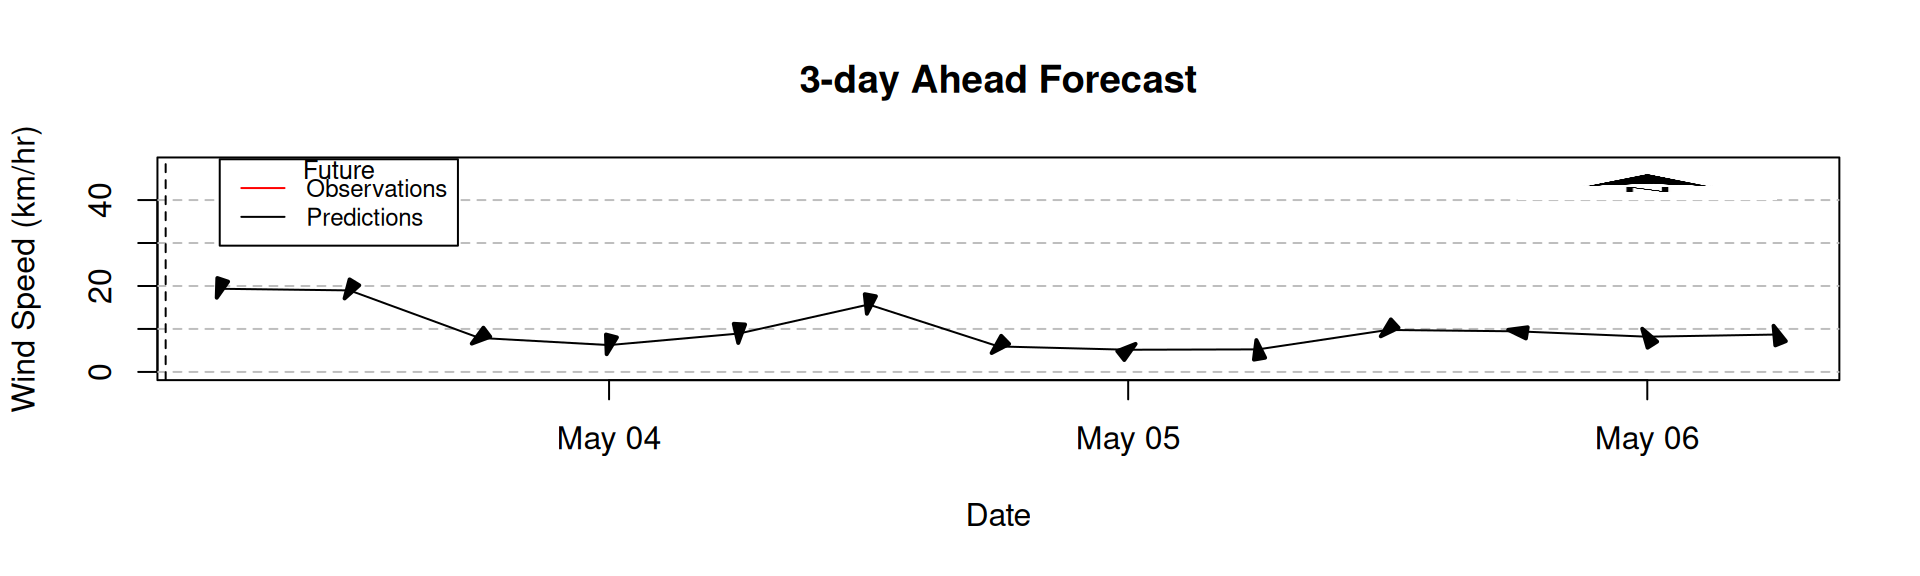 3-day Ahead Forecast
Wind Speed (km/hr)
40
20
0
Future
Observations
Predictions
N
May 04
May 05
May 06
Date